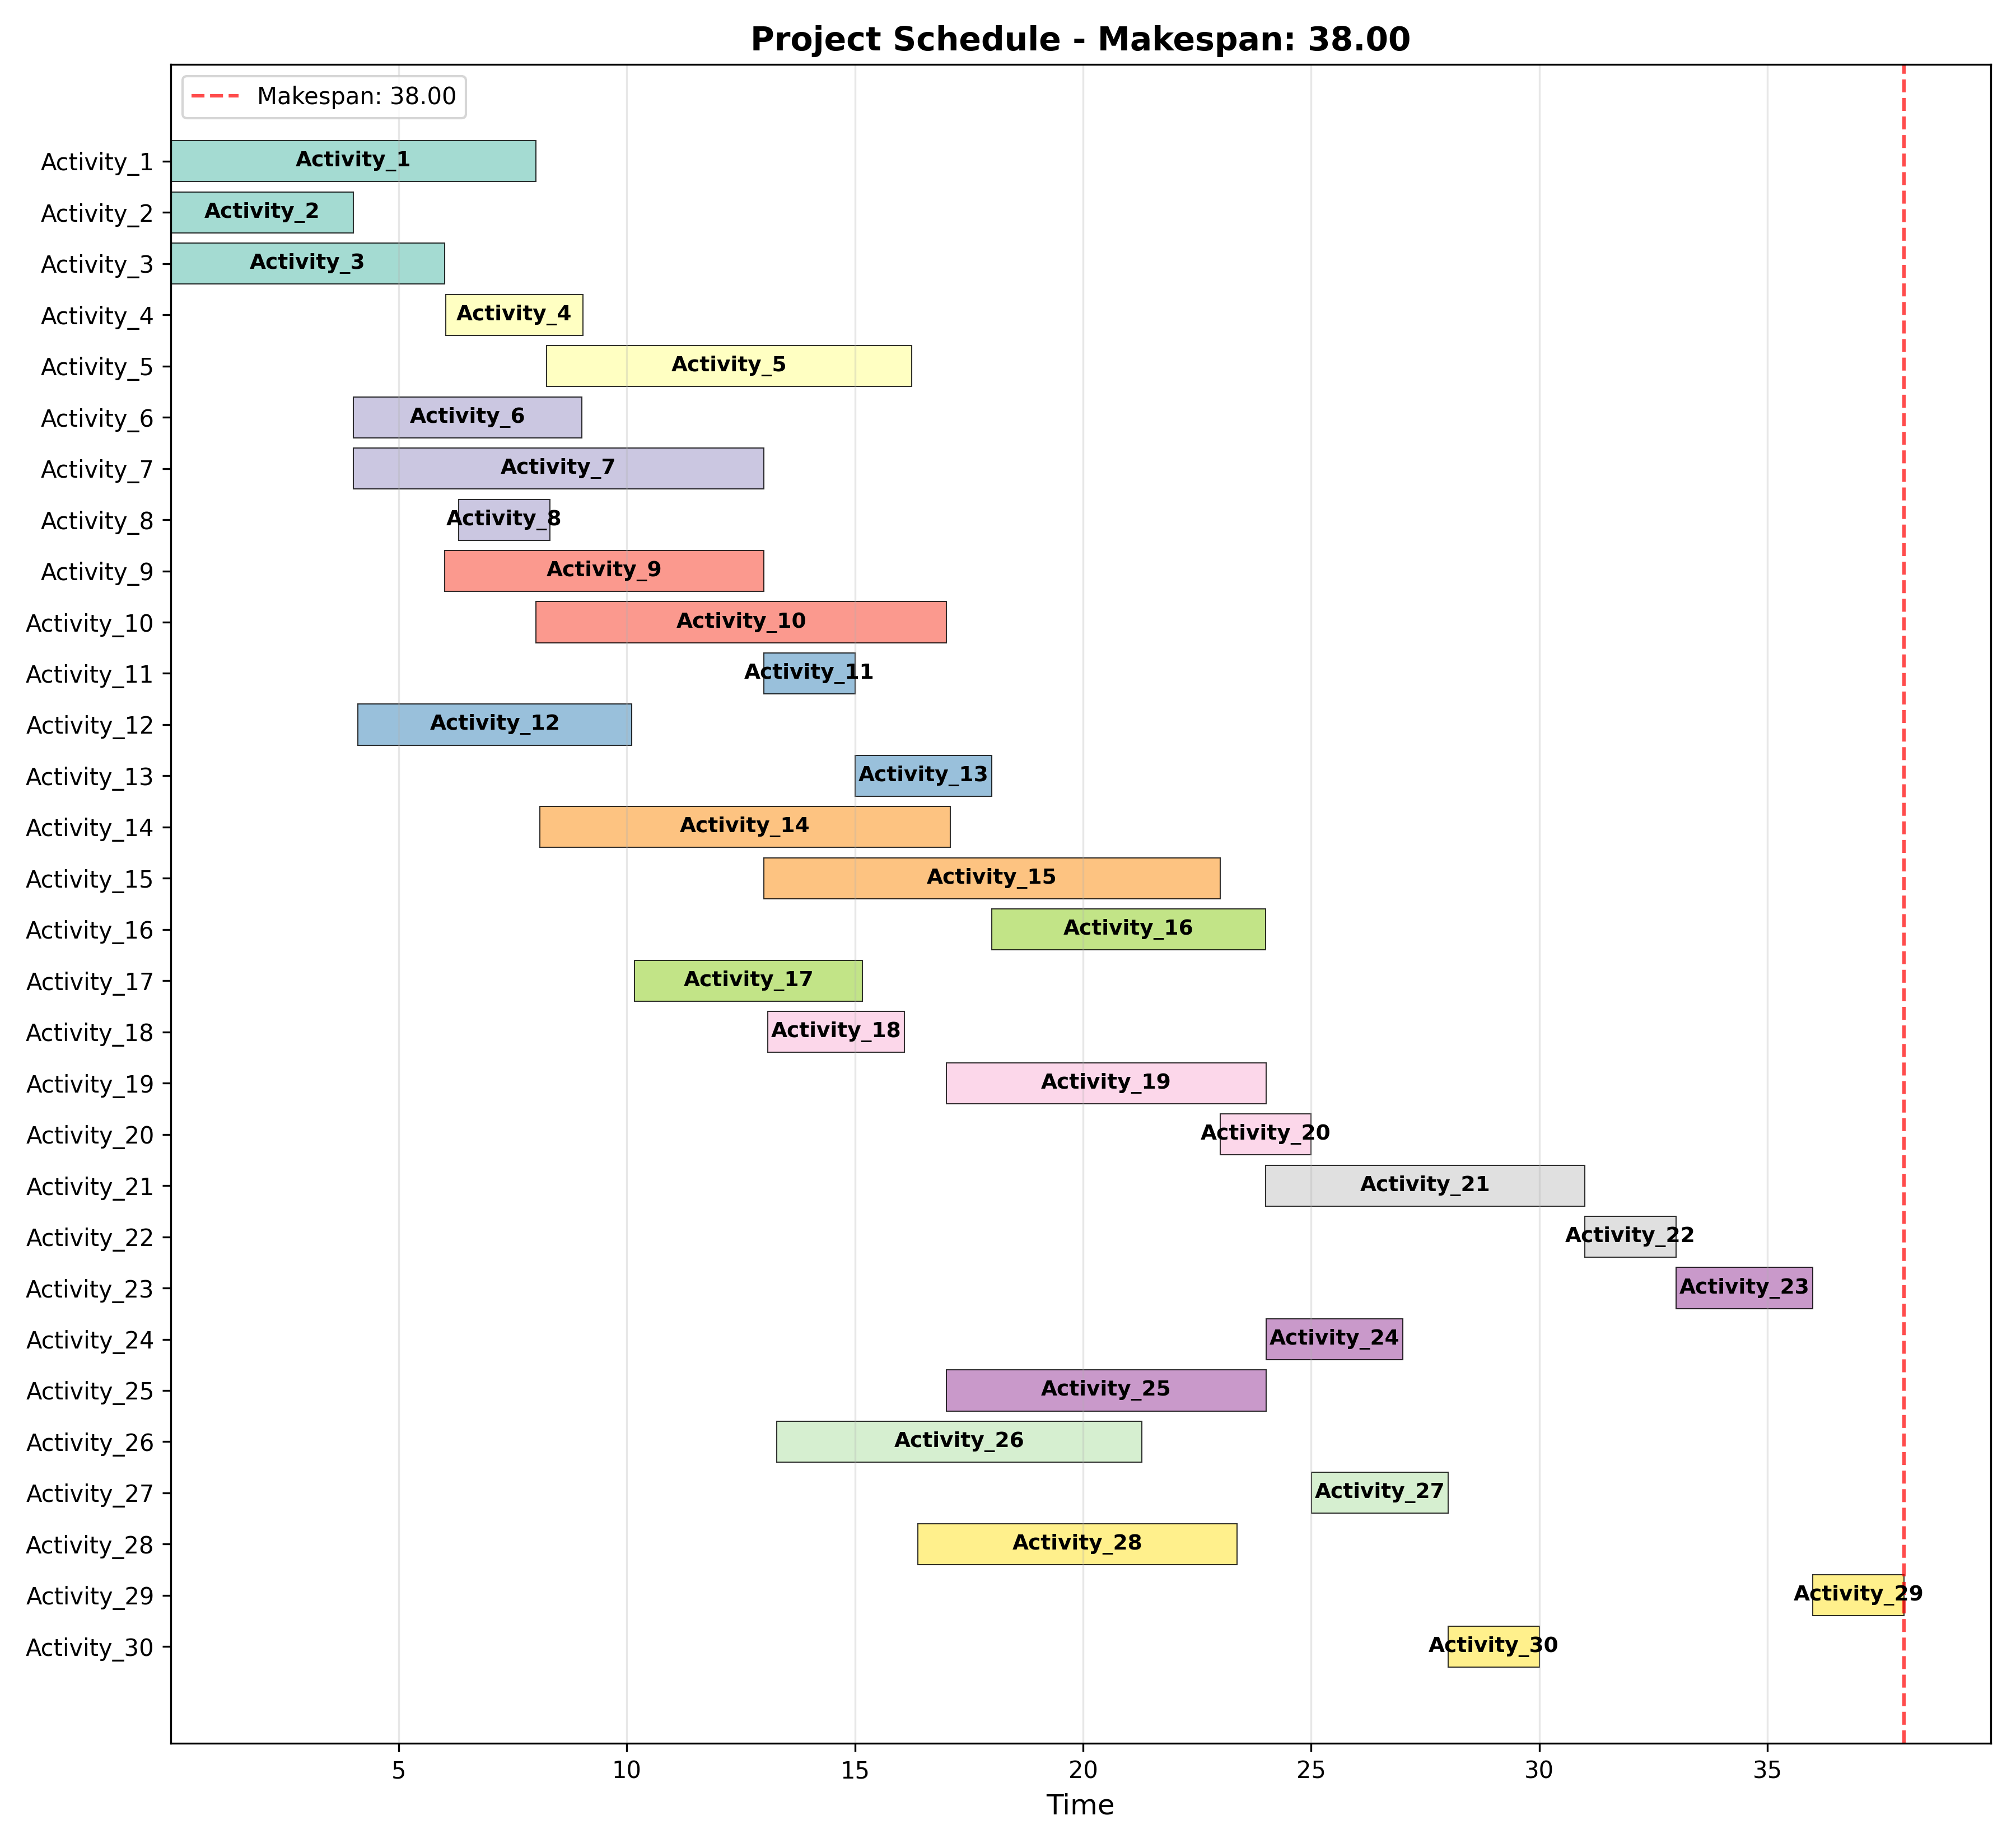 Project Schedule - Makespan: 38.00
Makespan: 38.00
Activity_1 Activity_1
Activity_2 Activity_2
Activity_3 Activity_3
Activity_4 Activity_4
Activity_5 Activity_5
Activity_6 Activity_6
Activity_7 Activity_7
Activity_8 Activity_8
Activity_9 Activity_9
Activity_10 Activity_10
Activity_11 Activity_11
Activity_12 Activity_12
Activity_13 Activity_13
Activity_14 Activity_14
Activity_15 Activity_15
Activity_16 Activity_16
Activity_17 Activity_17
Activity_18 Activity_18
Activity_19 Activity_19
Activity_20 Activity_20
Activity_21 Activity_21
Activity_22 Activity_22
Activity_23 Activity_23
Activity_24 Activity_24
Activity_25 Activity_25
Activity_26 Activity_26
Activity_27 Activity_27
Activity_28 Activity_28
Activity_29 Activity_29
Activity_30 Activity_30
5 10 15 20 25 30 35
Time